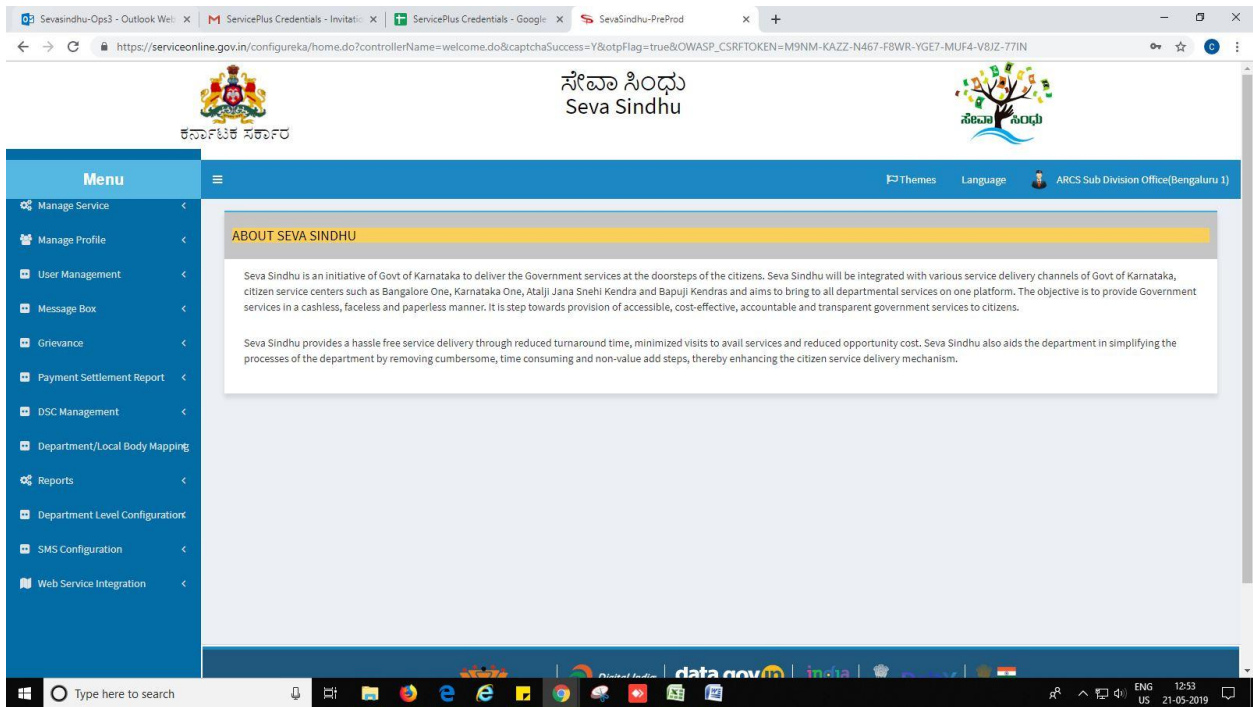 Sevasindhu-Ops3 - Outlook Web
ServicePlus Credentials - Invitatio
ServicePlus Credentials - Google
SevaSindhu-PreProd
https://serviceonline.gov.in/configureka/home.do?controllerName=welcome.do&captchaSuccess=Y&otpFlag=true&OWASP_CSRFTOKEN=M9NM-KAZZ-N467-F8WR-YGE7-MUF4-V8JZ-77IN
C
ಕರ್ನಾಟಕ ಸರ್ಕಾರ
ಸೇವಾ ಸಿಂಧು
Seva Sindhu
ಸೇವಾ ಸಿಂಧು
Menu
Themes
Language
ARCS Sub Division Office(Bengaluru 1)
Manage Service
Manage Profile
User Management
Message Box
Grievance
Payment Settlement Report
DSC Management
Department/Local Body Mapping
Reports
Department Level Configuration
SMS Configuration
Web Service Integration
ABOUT SEVA SINDHU
Seva Sindhu is an initiative of Govt of Karnataka to deliver the Government services at the doorsteps of the citizens. Seva Sindhu will be integrated with various service delivery channels of Govt of Karnataka,
citizen service centers such as Bangalore One, Karnataka One, Atalji Jana Snehi Kendra and Bapuji Kendras and aims to bring to all departmental services on one platform. The objective is to provide Government
services in a cashless, faceless and paperless manner. It is step towards provision of accessible, cost-effective, accountable and transparent government services to citizens.
Seva Sindhu provides a hassle free service delivery through reduced turnaround time, minimized visits to avail services and reduced opportunity cost. Seva Sindhu also aids the department in simplifying the
processes of the department by removing cumbersome, time consuming and non-value add steps, thereby enhancing the citizen service delivery mechanism.
Digital India
data.gov in
india
Type here to search
ENG
US
12:53
21-05-2019